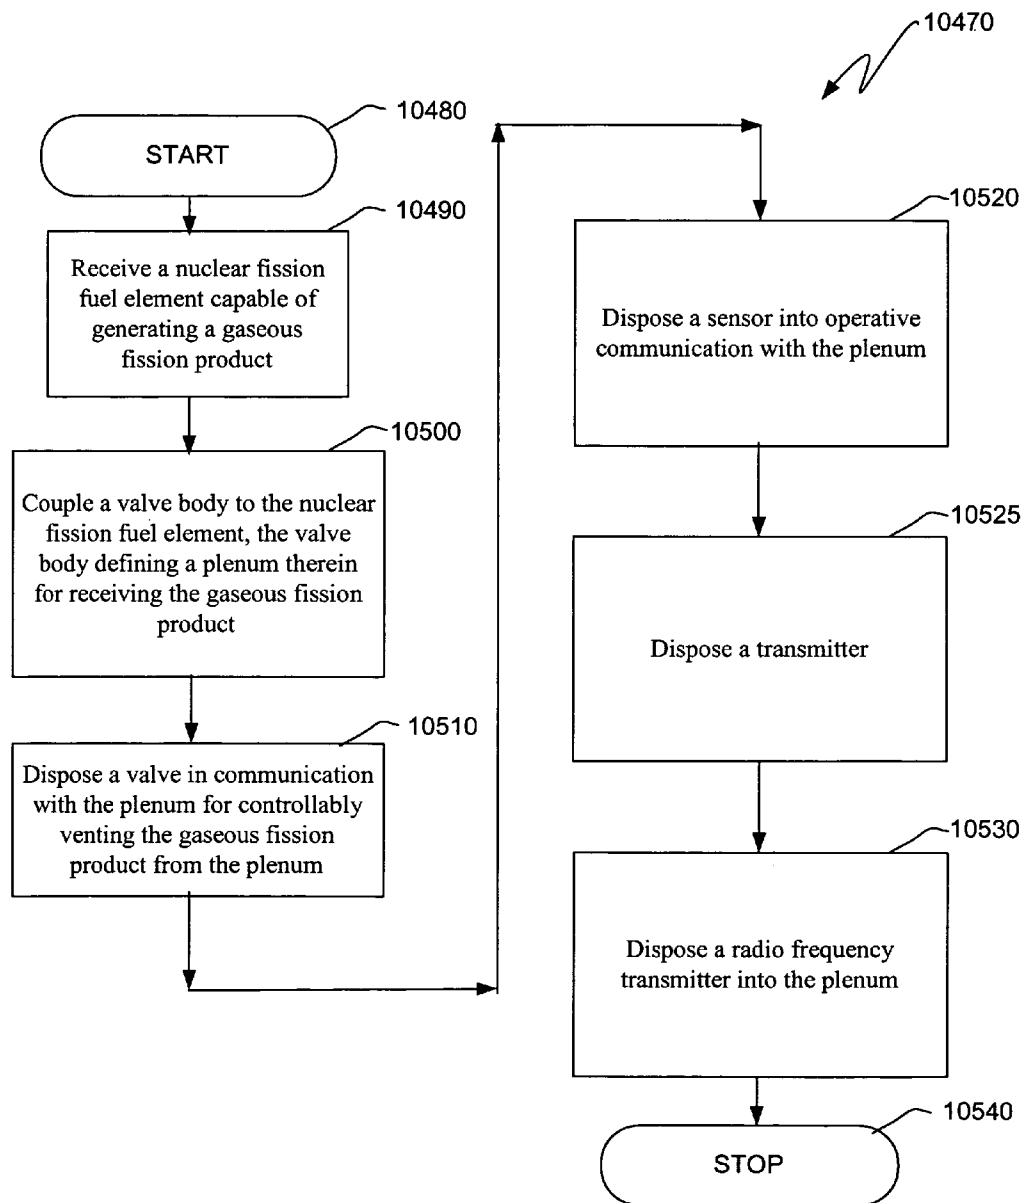 10470
10480
START
10490
Receive a nuclear fission
fuel element capable of
generating a gaseous
fission product
10500
Couple a valve body to the nuclear
fission fuel element, the valve
body defining a plenum therein
for receiving the gaseous fission
product
10510
Dispose a valve in communication
with the plenum for controllably
venting the gaseous fission
product from the plenum
10520
Dispose a sensor into operative
communication with the plenum
10525
Dispose a transmitter
10530
Dispose a radio frequency
transmitter into the plenum
10540
STOP